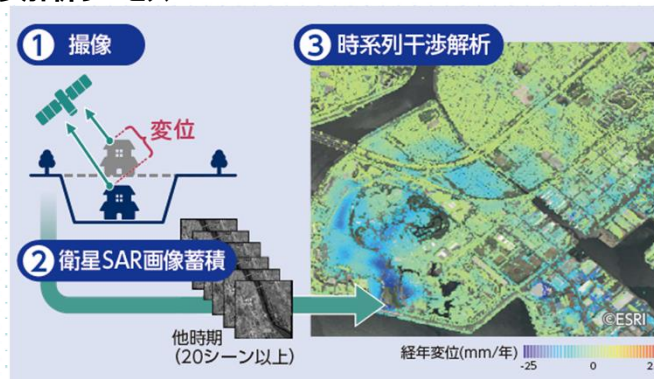 1 撮像
3 時系列干渉解析
変位
2 衛星SAR画像蓄積
他時期
(20シーン以上)
©ESRI
経年変位(mm/年)
-25 0